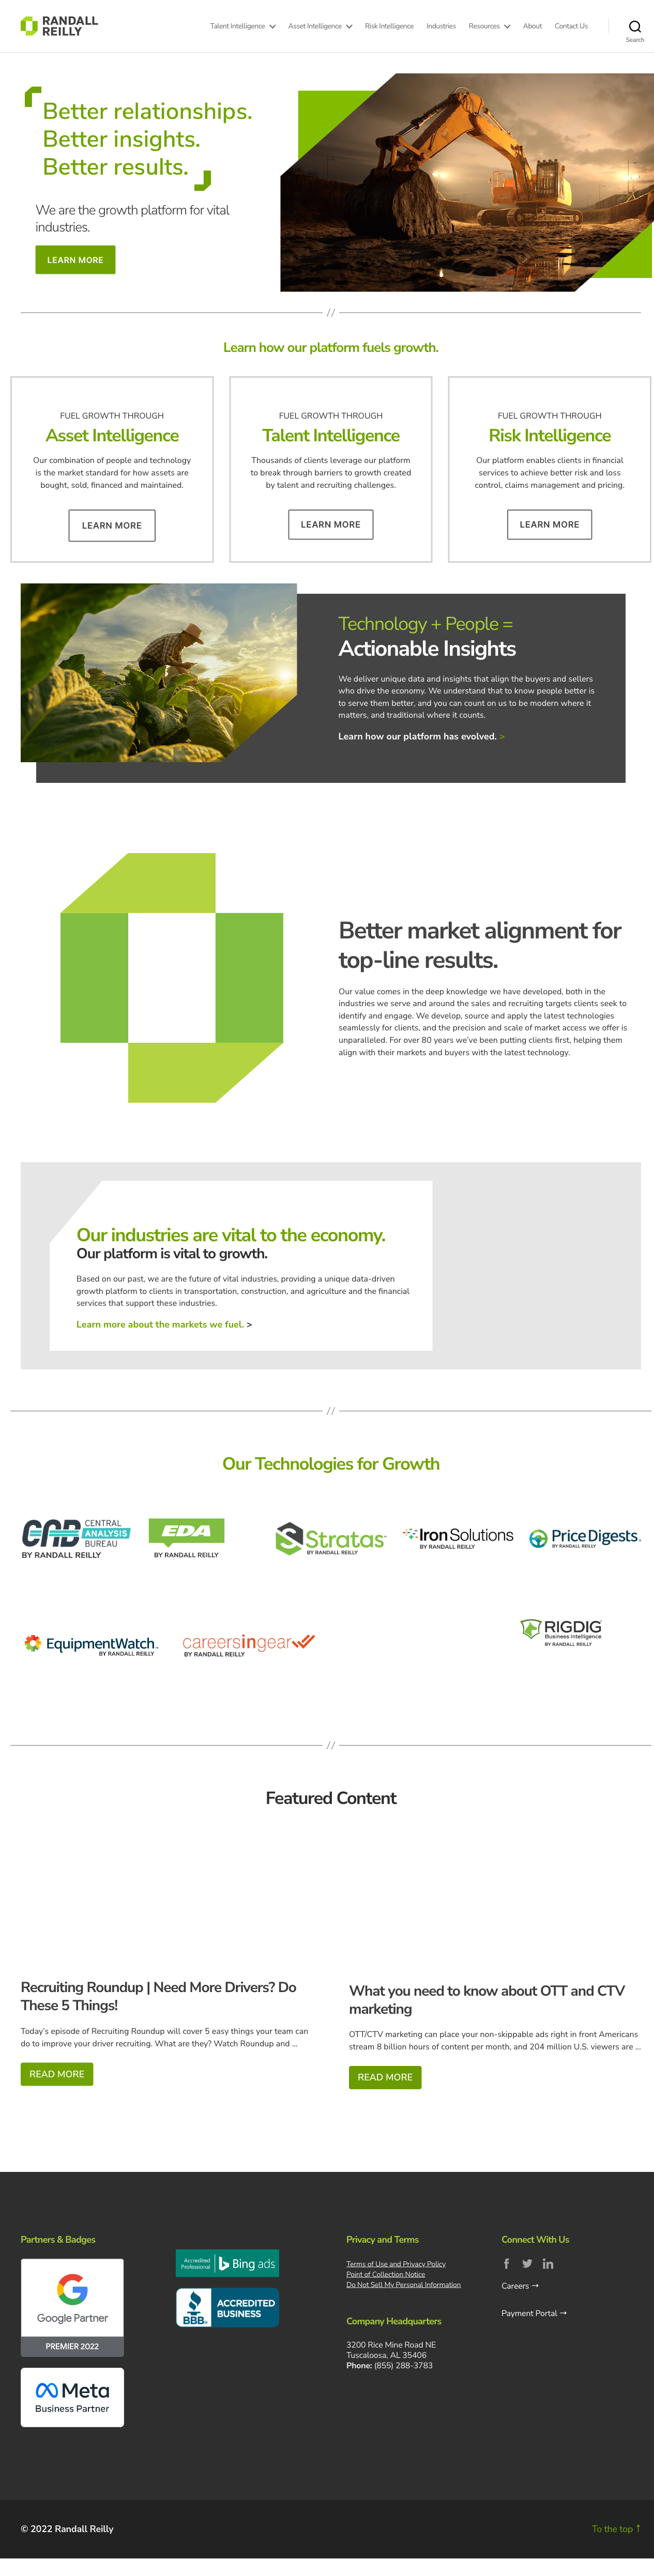 RANDALL
REILLY
Talent Intelligence
Asset Intelligence
Risk Intelligence
Industries
Resources
About
Contact Us
Search
Better relationships.
Better insights.
Better results.
We are the growth platform for vital
industries.
LEARN MORE
//
Learn how our platform fuels growth.
FUEL GROWTH THROUGH
Asset Intelligence
Our combination of people and technology
is the market standard for how assets are
bought, sold, financed and maintained.
LEARN MORE
FUEL GROWTH THROUGH
Talent Intelligence
Thousands of clients leverage our platform
to break through barriers to growth created
by talent and recruiting challenges.
LEARN MORE
FUEL GROWTH THROUGH
Risk Intelligence
Our platform enables clients in financial
services to achieve better risk and loss
control, claims management and pricing.
LEARN MORE
Technology + People =
Actionable Insights
We deliver unique data and insights that align the buyers and sellers
who drive the economy. We understand that to know people better is
to serve them better, and you can count on us to be modern where it
matters, and traditional where it counts.
Learn how our platform has evolved. >
Better market alignment for
top-line results.
Our value comes in the deep knowledge we have developed, both in the
industries we serve and around the sales and recruiting targets clients seek to
identify and engage. We develop, source and apply the latest technologies
seamlessly for clients, and the precision and scale of market access we offer is
unparalleled. For over 80 years we've been putting clients first, helping them
align with their markets and buyers with the latest technology.
Our industries are vital to the economy.
Our platform is vital to growth.
Based on our past, we are the future of vital industries, providing a unique data-driven
growth platform to clients in transportation, construction, and agriculture and the financial
services that support these industries.
Learn more about the markets we fuel. >
//
Our Technologies for Growth
CAB CENTRAL
ANALYSIS
BUREAU
BY RANDALL REILLY
EDA
BY RANDALL REILLY
Stratas
BY RANDALL REILLY
Iron Solutions
BY RANDALL REILLY
Price Digests.
BY RANDALL REILLY
EquipmentWatch
BY RANDALL REILLY
careersingear
BY RANDALL REILLY
RIGDIG
Business Intelligence
BY RANDALL REILLY
//
Featured Content
Recruiting Roundup | Need More Drivers? Do
These 5 Things!
Today's episode of Recruiting Roundup will cover 5 easy things your team can
do to improve your driver recruiting. What are they? Watch Roundup and ...
READ MORE
What you need to know about OTT and CTV
marketing
OTT/CTV marketing can place your non-skippable ads right in front Americans
stream 8 billion hours of content per month, and 204 million U.S. viewers are ...
READ MORE
Partners & Badges
Google Partner
PREMIER 2022
Meta
Business Partner
Accredited
Professional
Bing ads
BBB
ACCREDITED
BUSINESS
Privacy and Terms
Terms of Use and Privacy Policy
Point of Collection Notice
Do Not Sell My Personal Information
Company Headquarters
3200 Rice Mine Road NE
Tuscaloosa, AL 35406
Phone: (855) 288-3783
Connect With Us
Careers →
Payment Portal →
© 2022 Randall Reilly
To the top ↑